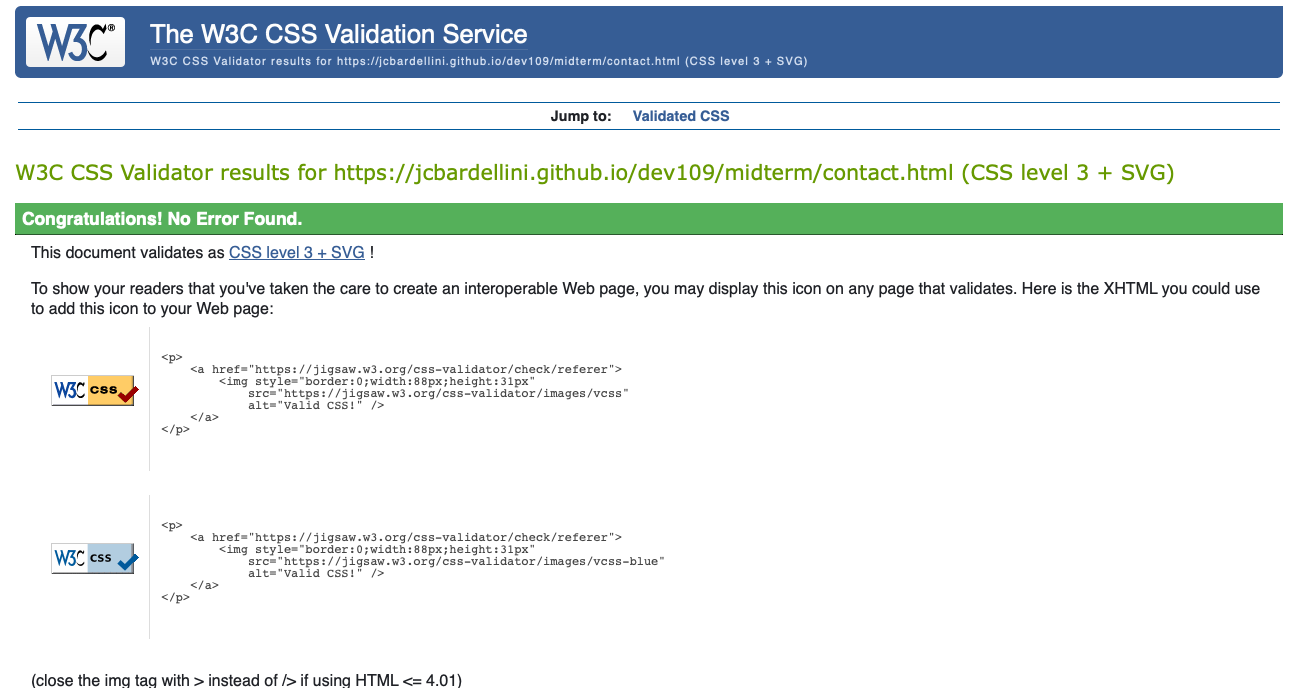 W3C®
The W3C CSS Validation Service
W3C CSS Validator results for https://jcbardellini.github.io/dev109/midterm/contact.html (CSS level 3 + SVG)
Jump to: Validated CSS
W3C CSS Validator results for https://jcbardellini.github.io/dev109/midterm/contact.html (CSS level 3 + SVG)
Congratulations! No Error Found.
This document validates as CSS level 3 + SVG !
To show your readers that you've taken the care to create an interoperable Web page, you may display this icon on any page that validates. Here is the XHTML you could use
to add this icon to your Web page:
W3C css
<p>
<a href="https://jigsaw.w3.org/css-validator/check/referer">
<img style="border:0;width:88px;height:31px"
src="https://jigsaw.w3.org/css-validator/images/vcss"
alt="Valid CSS!" />
</a>
</p>
W3C css
<p>
<a href="https://jigsaw.w3.org/css-validator/check/referer">
<img style="border:0;width:88px;height:31px"
src="https://jigsaw.w3.org/css-validator/images/vcss-blue"
alt="Valid CSS!" />
</a>
</p>
(close the img tag with > instead of /> if using HTML <= 4.01)